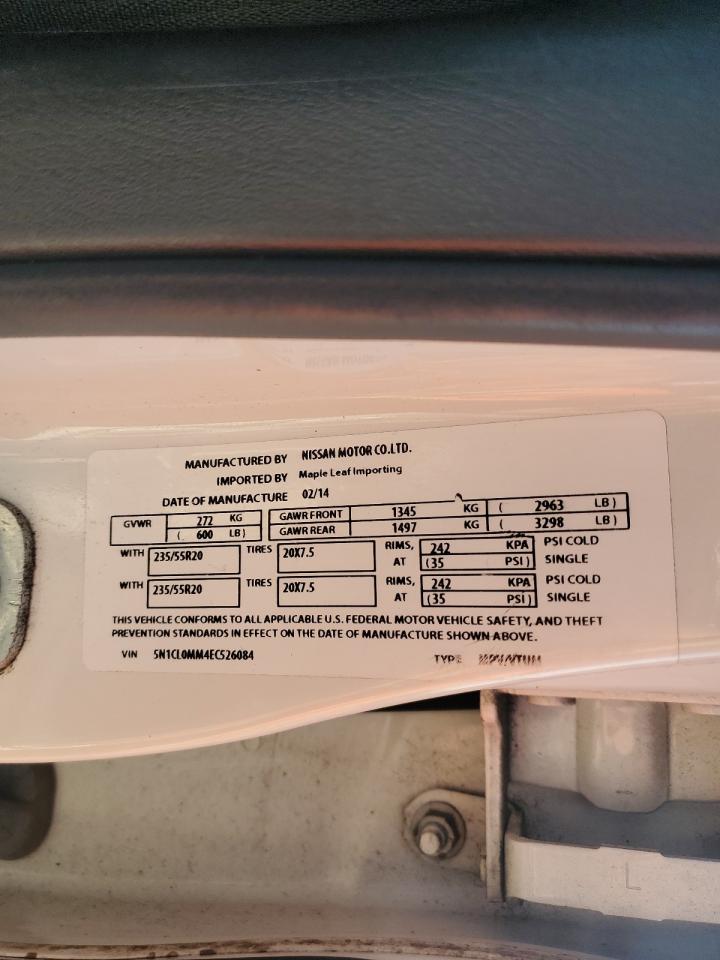 MANUFACTURED BY NISSAN MOTOR CO.LTD.
IMPORTED BY Maple Leaf Importing
DATE OF MANUFACTURE 02/14
GVWR 272 KG GAWR FRONT 1345 KG ( 2963 LB )
( 600 LB ) GAWR REAR 1497 KG ( 3298 LB )
WITH 235/55R20 TIRES 20X7.5 RIMS, 242 KPA PSI COLD
AT (35 PSI ) SINGLE
WITH 235/55R20 TIRES 20X7.5 RIMS, 242 KPA PSI COLD
AT (35 PSI ) SINGLE
THIS VEHICLE CONFORMS TO ALL APPLICABLE U.S. FEDERAL MOTOR VEHICLE SAFETY, AND THEFT
PREVENTION STANDARDS IN EFFECT ON THE DATE OF MANUFACTURE SHOWN ABOVE.
VIN 5N1CL0MM4EC526084 TYPE
L